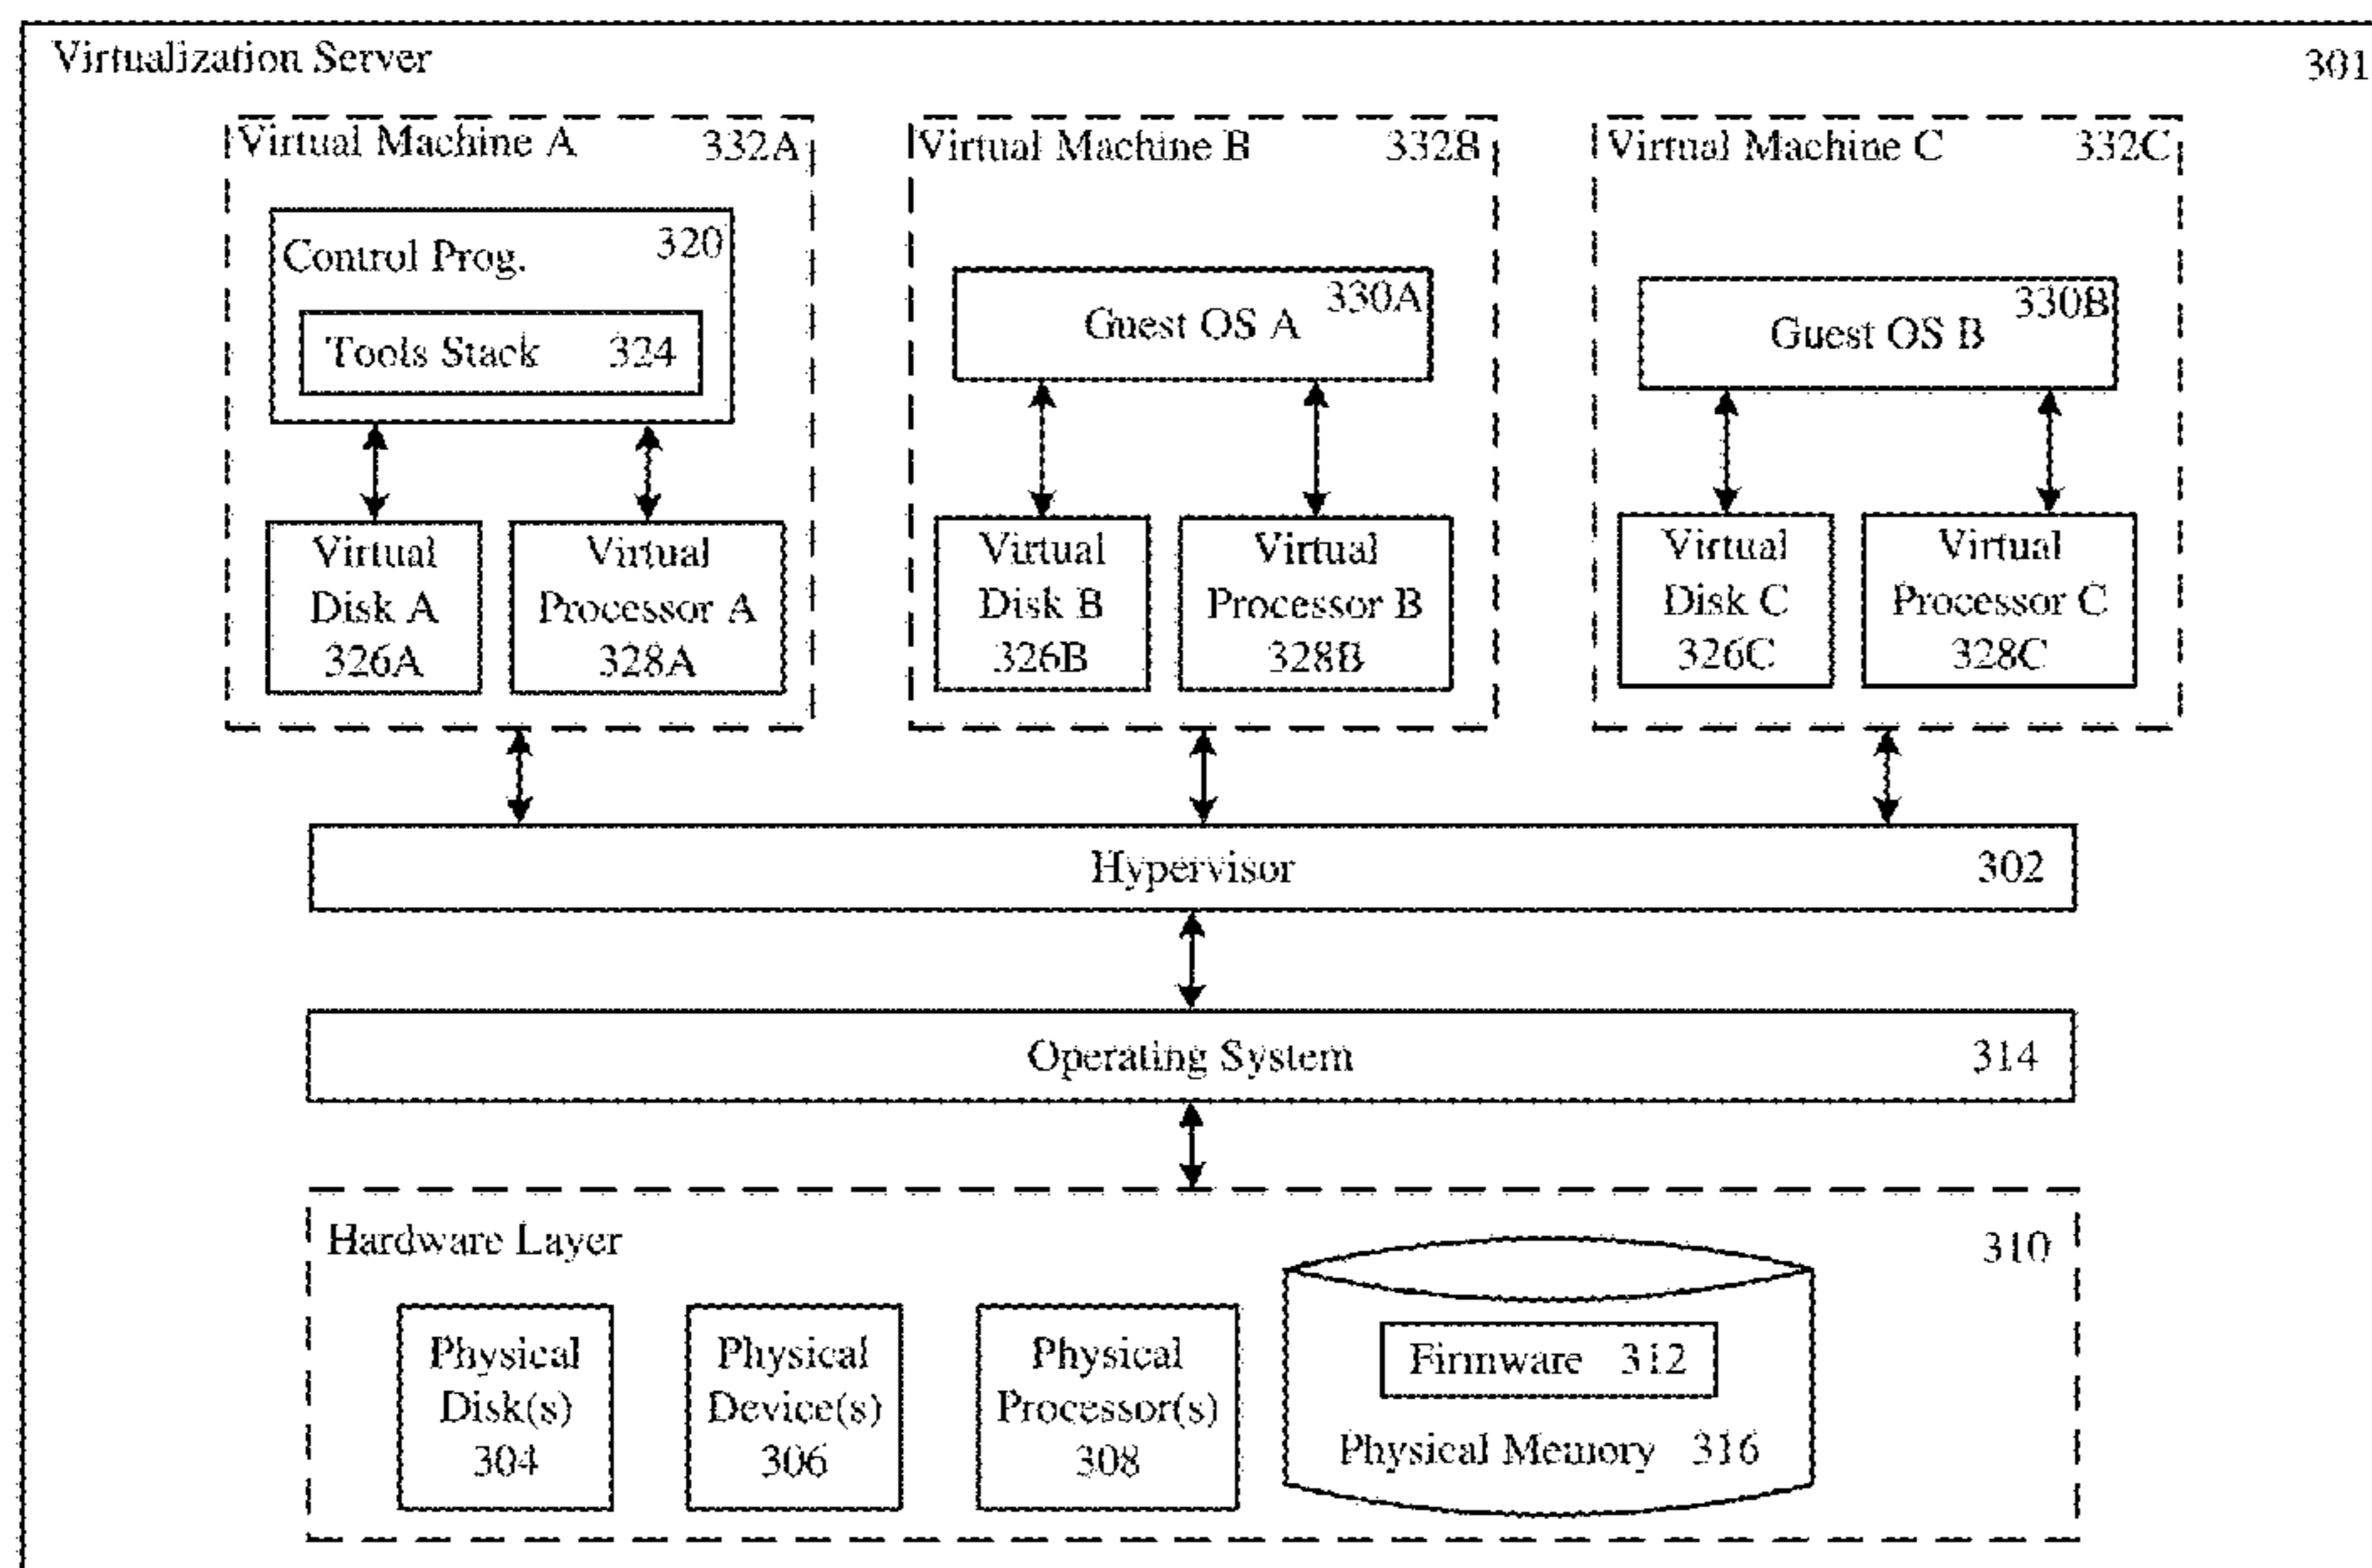 Virtualization Server 301
Virtual Machine A 332A
Control Prog. 320
Tools Stack 324
Virtual
Disk A
326A
Virtual
Processor A
328A
Virtual Machine B 332B
Guest OS A 330A
Virtual
Disk B
326B
Virtual
Processor B
328B
Virtual Machine C 332C
Guest OS B 330B
Virtual
Disk C
326C
Virtual
Processor C
328C
Hypervisor 302
Operating System 314
Hardware Layer 310
Physical
Disk(s)
304
Physical
Device(s)
306
Physical
Processor(s)
308
Firmware 312
Physical Memory 316